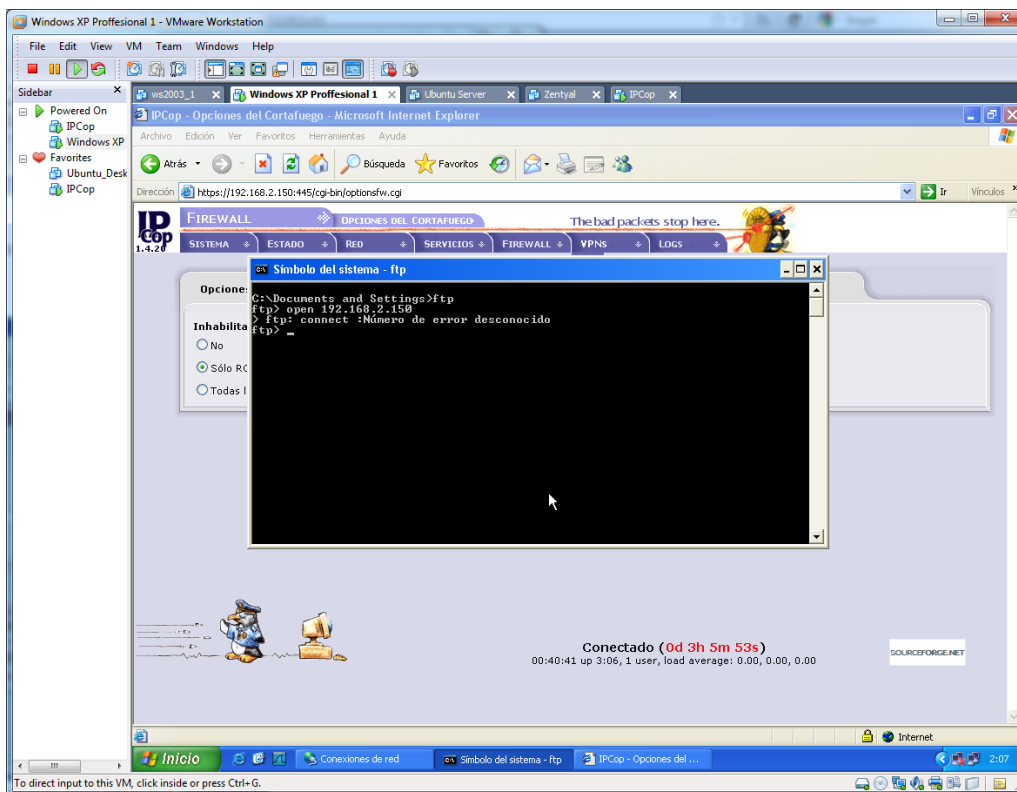 Windows XP Proffesional 1 - VMware Workstation
File Edit View VM Team Windows Help
Sidebar ×
Powered On
IPCop
Windows XP
Favorites
Ubuntu_Desk
IPCop
ws2003_1 × Windows XP Proffesional 1 × Ubuntu Server × Zentyal × IPCop ×
IPCop - Opciones del Cortafuego - Microsoft Internet Explorer
Archivo Edición Ver Favoritos Herramientas Ayuda
Atrás Búsqueda Favoritos
Dirección https://192.168.2.150:445/cgi-bin/optionsfw.cgi Ir Vínculos »
IP Cop 1.4.20
FIREWALL OPCIONES DEL CORTAFUEGO The bad packets stop here.
SISTEMA ESTADO RED SERVICIOS FIREWALL VPNS LOGS
Opcione
Inhabilita
No
Sólo R
Todas l
Símbolo del sistema - ftp
C:\Documents and Settings>ftp
ftp> open 192.168.2.150
> ftp: connect :Número de error desconocido
ftp> _
Conectado (0d 3h 5m 53s)
00:40:41 up 3:06, 1 user, load average: 0.00, 0.00, 0.00
SOURCEFORGE.NET
Internet
Inicio Conexiones de red Símbolo del sistema - ftp IPCop - Opciones del ... 2:07
To direct input to this VM, click inside or press Ctrl+G.